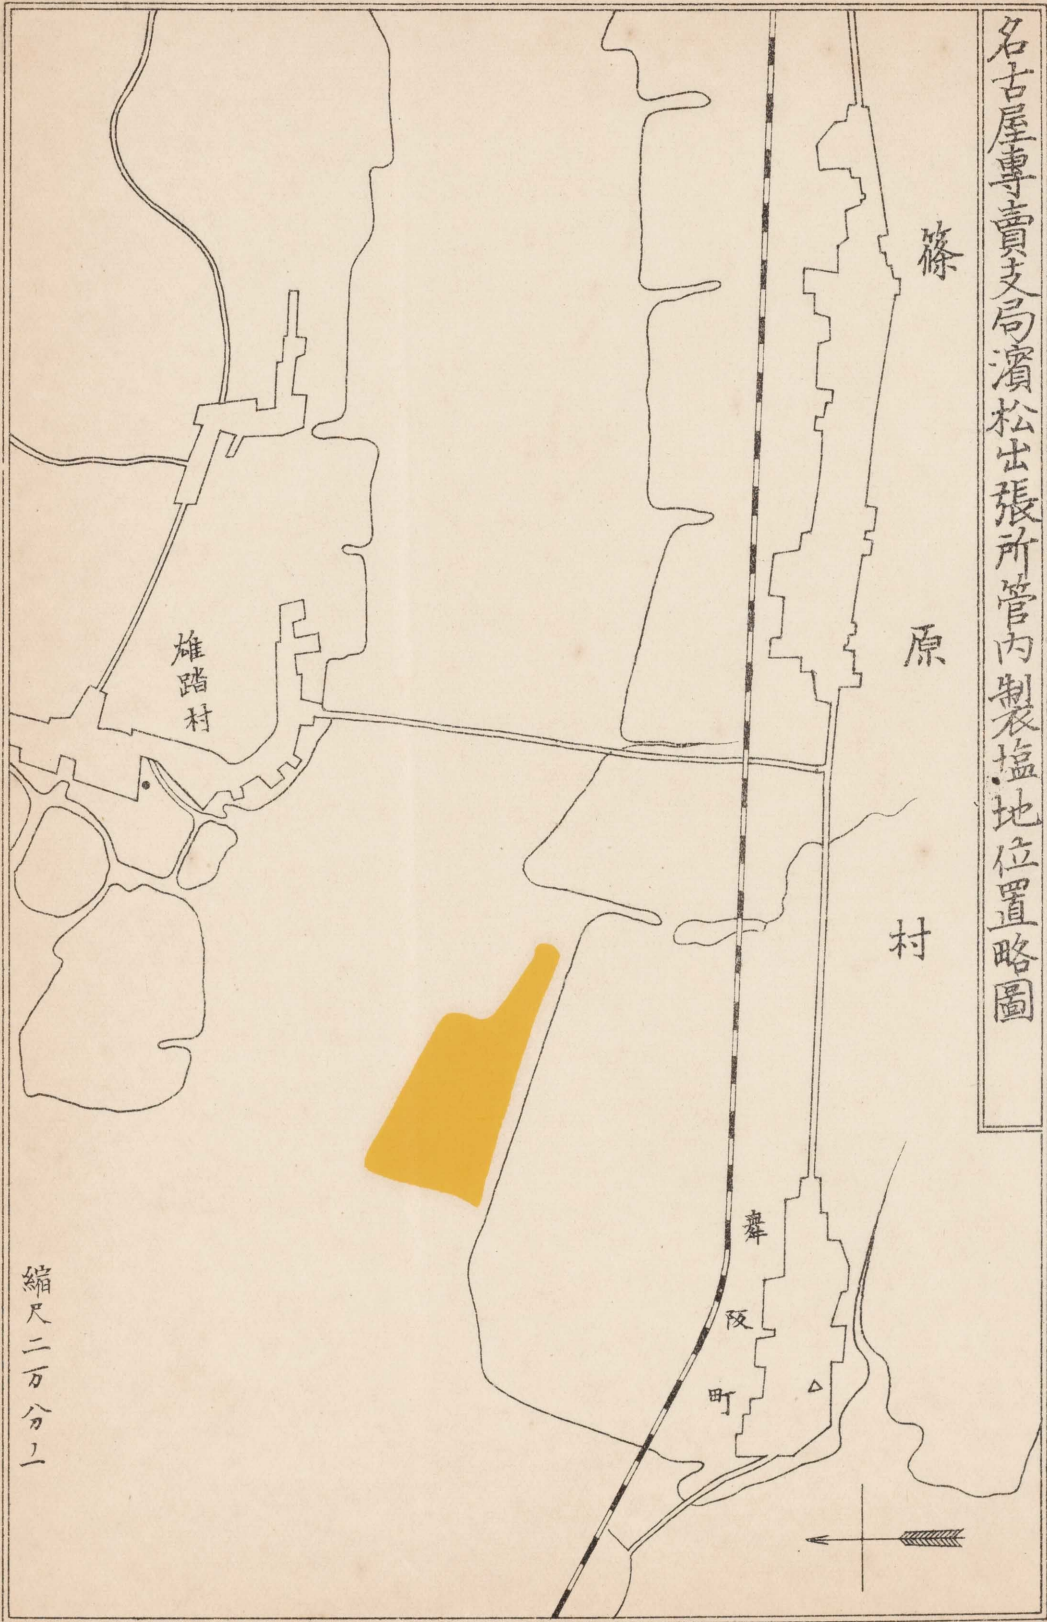 名古屋專賣支局濱松出張所管内製塩地位置略圖
篠原村
雄踏村
舞阪町
縮尺二万分ノ一